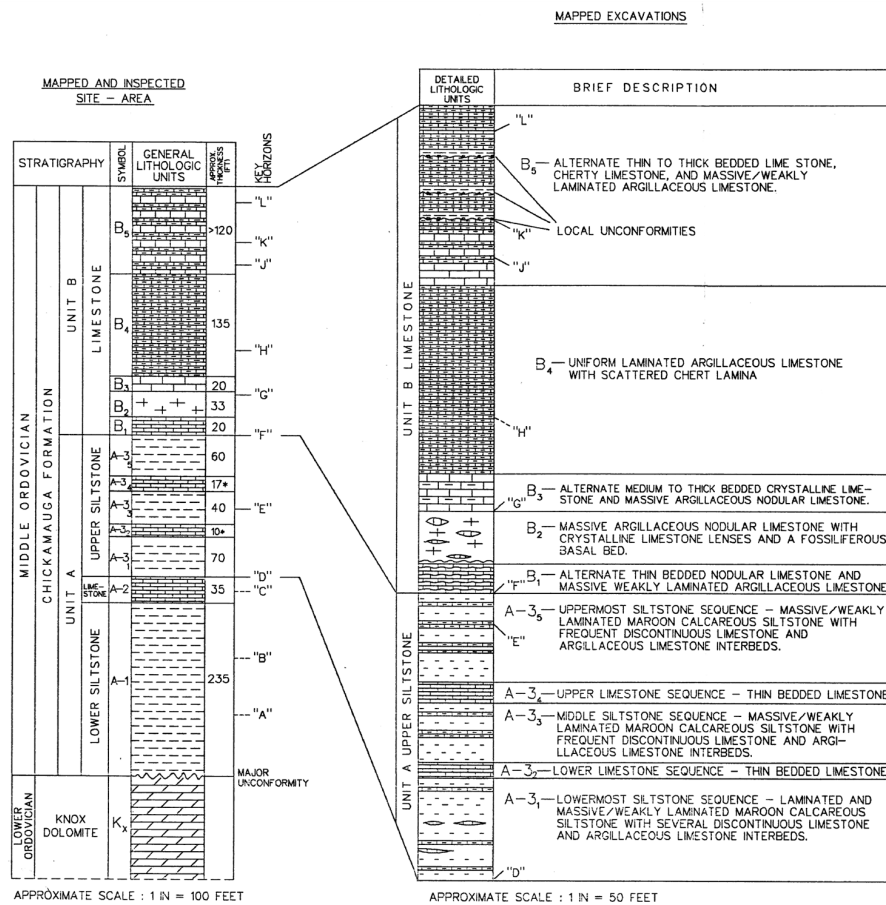 MAPPED EXCAVATIONS
MAPPED AND INSPECTED
SITE - AREA
STRATIGRAPHY
SYMBOL
GENERAL
LITHOLOGIC
UNITS
APPROX.
THICKNESS
(FT)
KEY
HORIZONS
MIDDLE ORDOVICIAN
CHICKAMAUGA FORMATION
UNIT B
LIMESTONE
B5
>120
"L"
"K"
"J"
B4
135
"H"
B3
20
"G"
B2
33
B1
20
"F"
UNIT A
UPPER SILTSTONE
A-35
60
A-34
17*
A-33
40
"E"
A-32
10*
A-31
70
"D"
LIME-
STONE
A-2
35
"C"
LOWER SILTSTONE
A-1
235
"B"
"A"
MAJOR
UNCONFORMITY
LOWER
ORDOVICIAN
KNOX
DOLOMITE
Kx
APPROXIMATE SCALE : 1 IN = 100 FEET
DETAILED
LITHOLOGIC
UNITS
BRIEF DESCRIPTION
UNIT B LIMESTONE
"L"
B5 — ALTERNATE THIN TO THICK BEDDED LIME STONE,
CHERTY LIMESTONE, AND MASSIVE/WEAKLY
LAMINATED ARGILLACEOUS LIMESTONE.
"K"
LOCAL UNCONFORMITIES
"J"
B4 — UNIFORM LAMINATED ARGILLACEOUS LIMESTONE
WITH SCATTERED CHERT LAMINA
"H"
B3 — ALTERNATE MEDIUM TO THICK BEDDED CRYSTALLINE LIME-
STONE AND MASSIVE ARGILLACEOUS NODULAR LIMESTONE.
"G"
B2 — MASSIVE ARGILLACEOUS NODULAR LIMESTONE WITH
CRYSTALLINE LIMESTONE LENSES AND A FOSSILIFEROUS
BASAL BED.
B1 — ALTERNATE THIN BEDDED NODULAR LIMESTONE AND
MASSIVE WEAKLY LAMINATED ARGILLACEOUS LIMESTONE
"F"
UNIT A UPPER SILTSTONE
A-35 — UPPERMOST SILTSTONE SEQUENCE - MASSIVE/WEAKLY
LAMINATED MAROON CALCAREOUS SILTSTONE WITH
FREQUENT DISCONTINUOUS LIMESTONE AND
ARGILLACEOUS LIMESTONE INTERBEDS.
"E"
A-34 — UPPER LIMESTONE SEQUENCE - THIN BEDDED LIMESTONE
A-33 — MIDDLE SILTSTONE SEQUENCE - MASSIVE/WEAKLY
LAMINATED MAROON CALCAREOUS SILTSTONE WITH
FREQUENT DISCONTINUOUS LIMESTONE AND ARGI-
LLACEOUS LIMESTONE INTERBEDS.
A-32 — LOWER LIMESTONE SEQUENCE - THIN BEDDED LIMESTONE
A-31 — LOWERMOST SILTSTONE SEQUENCE - LAMINATED AND
MASSIVE/WEAKLY LAMINATED MAROON CALCAREOUS
SILTSTONE WITH SEVERAL DISCONTINUOUS LIMESTONE
AND ARGILLACEOUS LIMESTONE INTERBEDS.
"D"
APPROXIMATE SCALE : 1 IN = 50 FEET